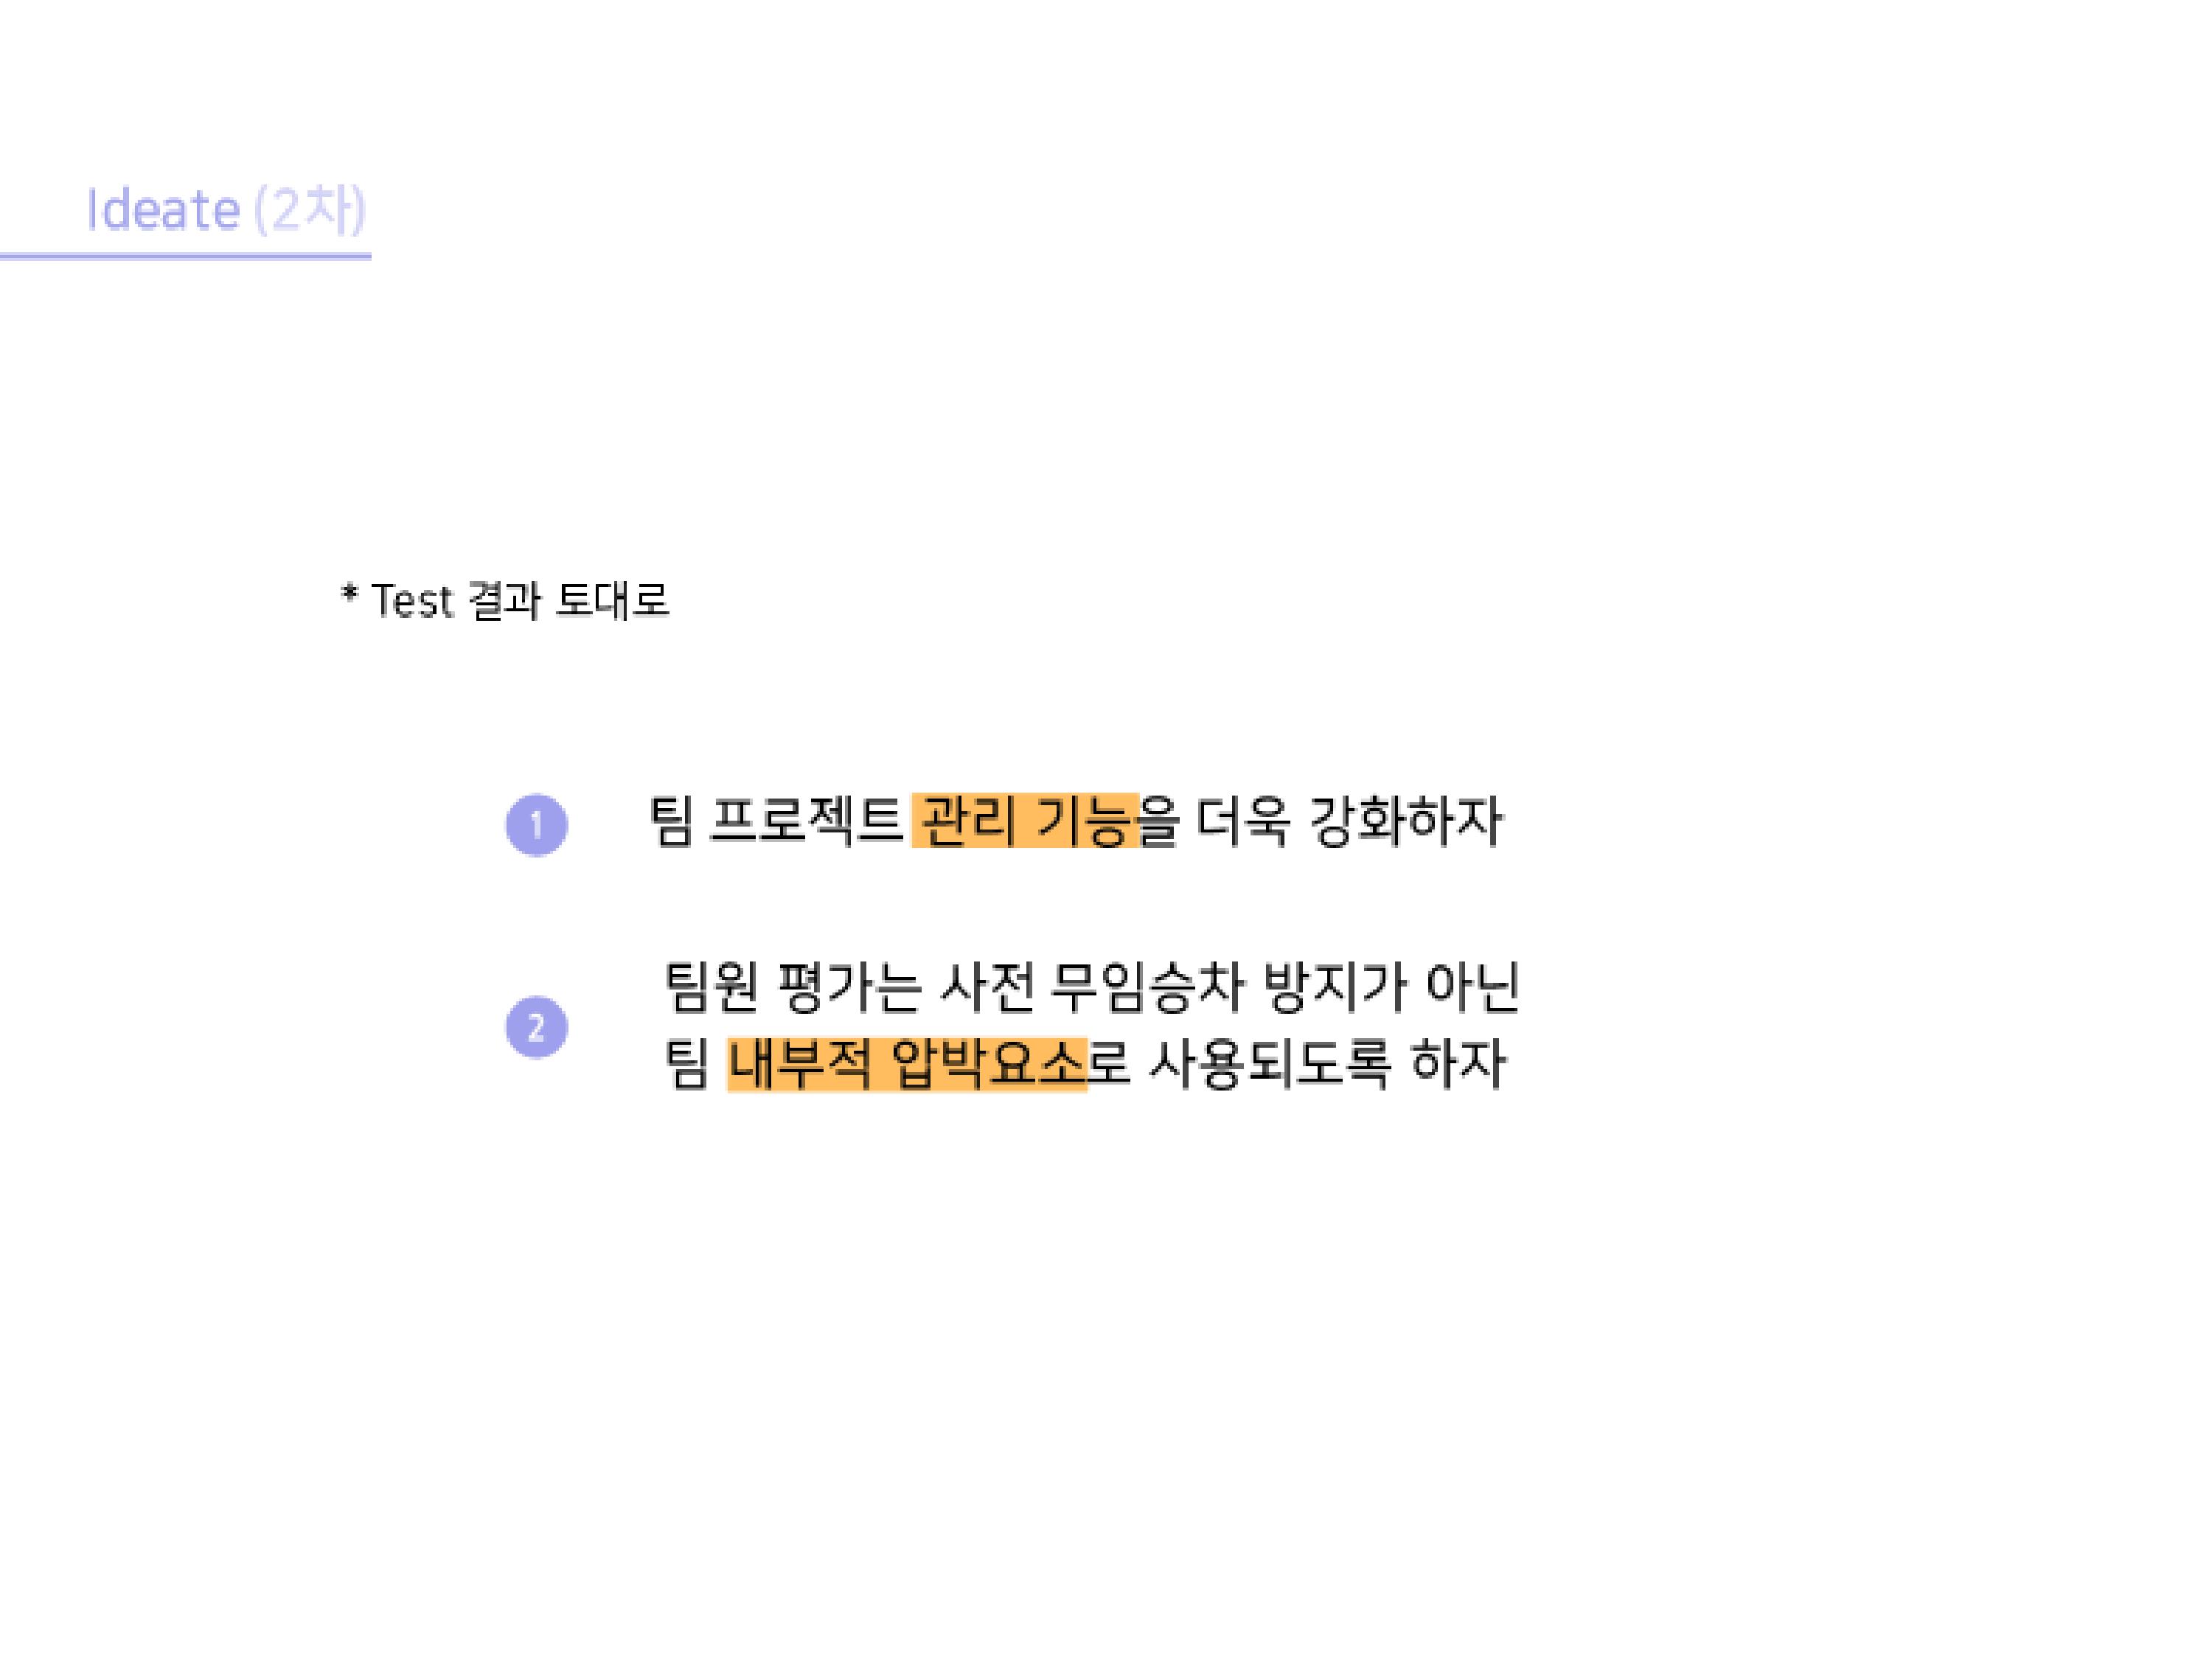 Ideate (2차)
* Test 결과 토대로
1 팀 프로젝트 관리 기능을 더욱 강화하자
팀원 평가는 사전 무임승차 방지가 아닌
2 팀 내부적 압박요소로 사용되도록 하자